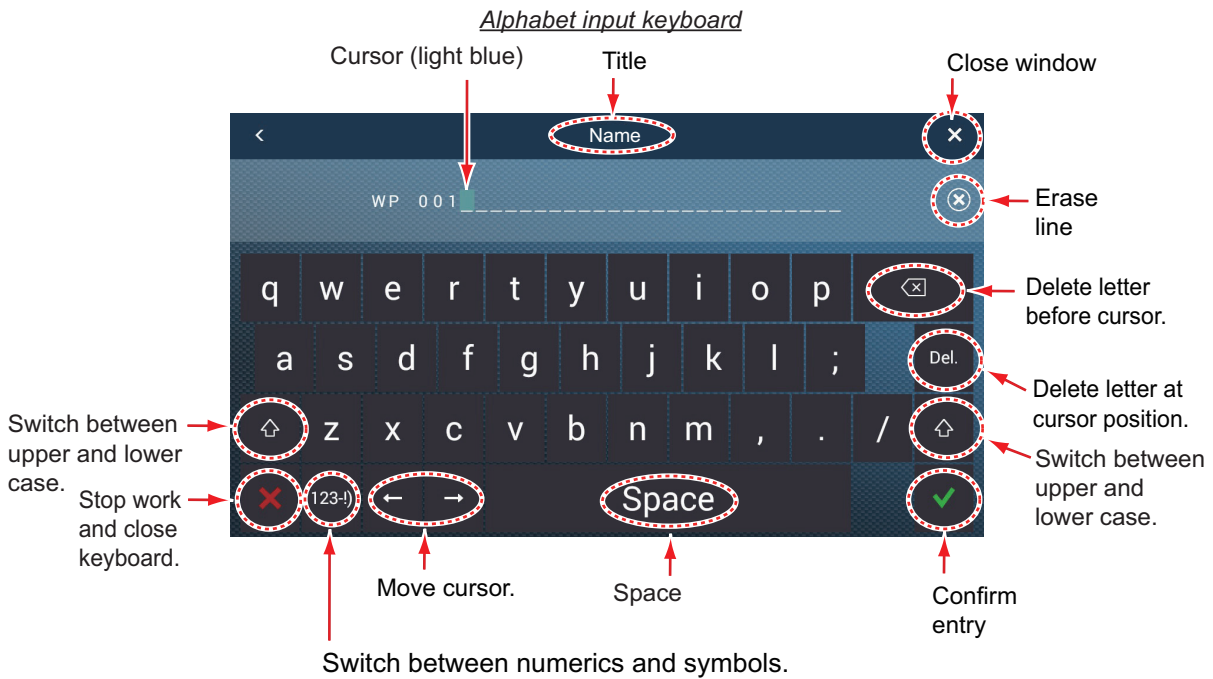 Alphabet input keyboard
Cursor (light blue)
Title
Close window
< Name ×
WP 001
Erase
line
q w e r t y u i o p
Delete letter
before cursor.
a s d f g h j k l ; Del.
Delete letter at
cursor position.
Switch between
upper and lower
case.
z x c v b n m , . /
Switch between
upper and
lower case.
Stop work
and close
keyboard.
123-!) ← → Space
Move cursor.
Space
Confirm
entry
Switch between numerics and symbols.